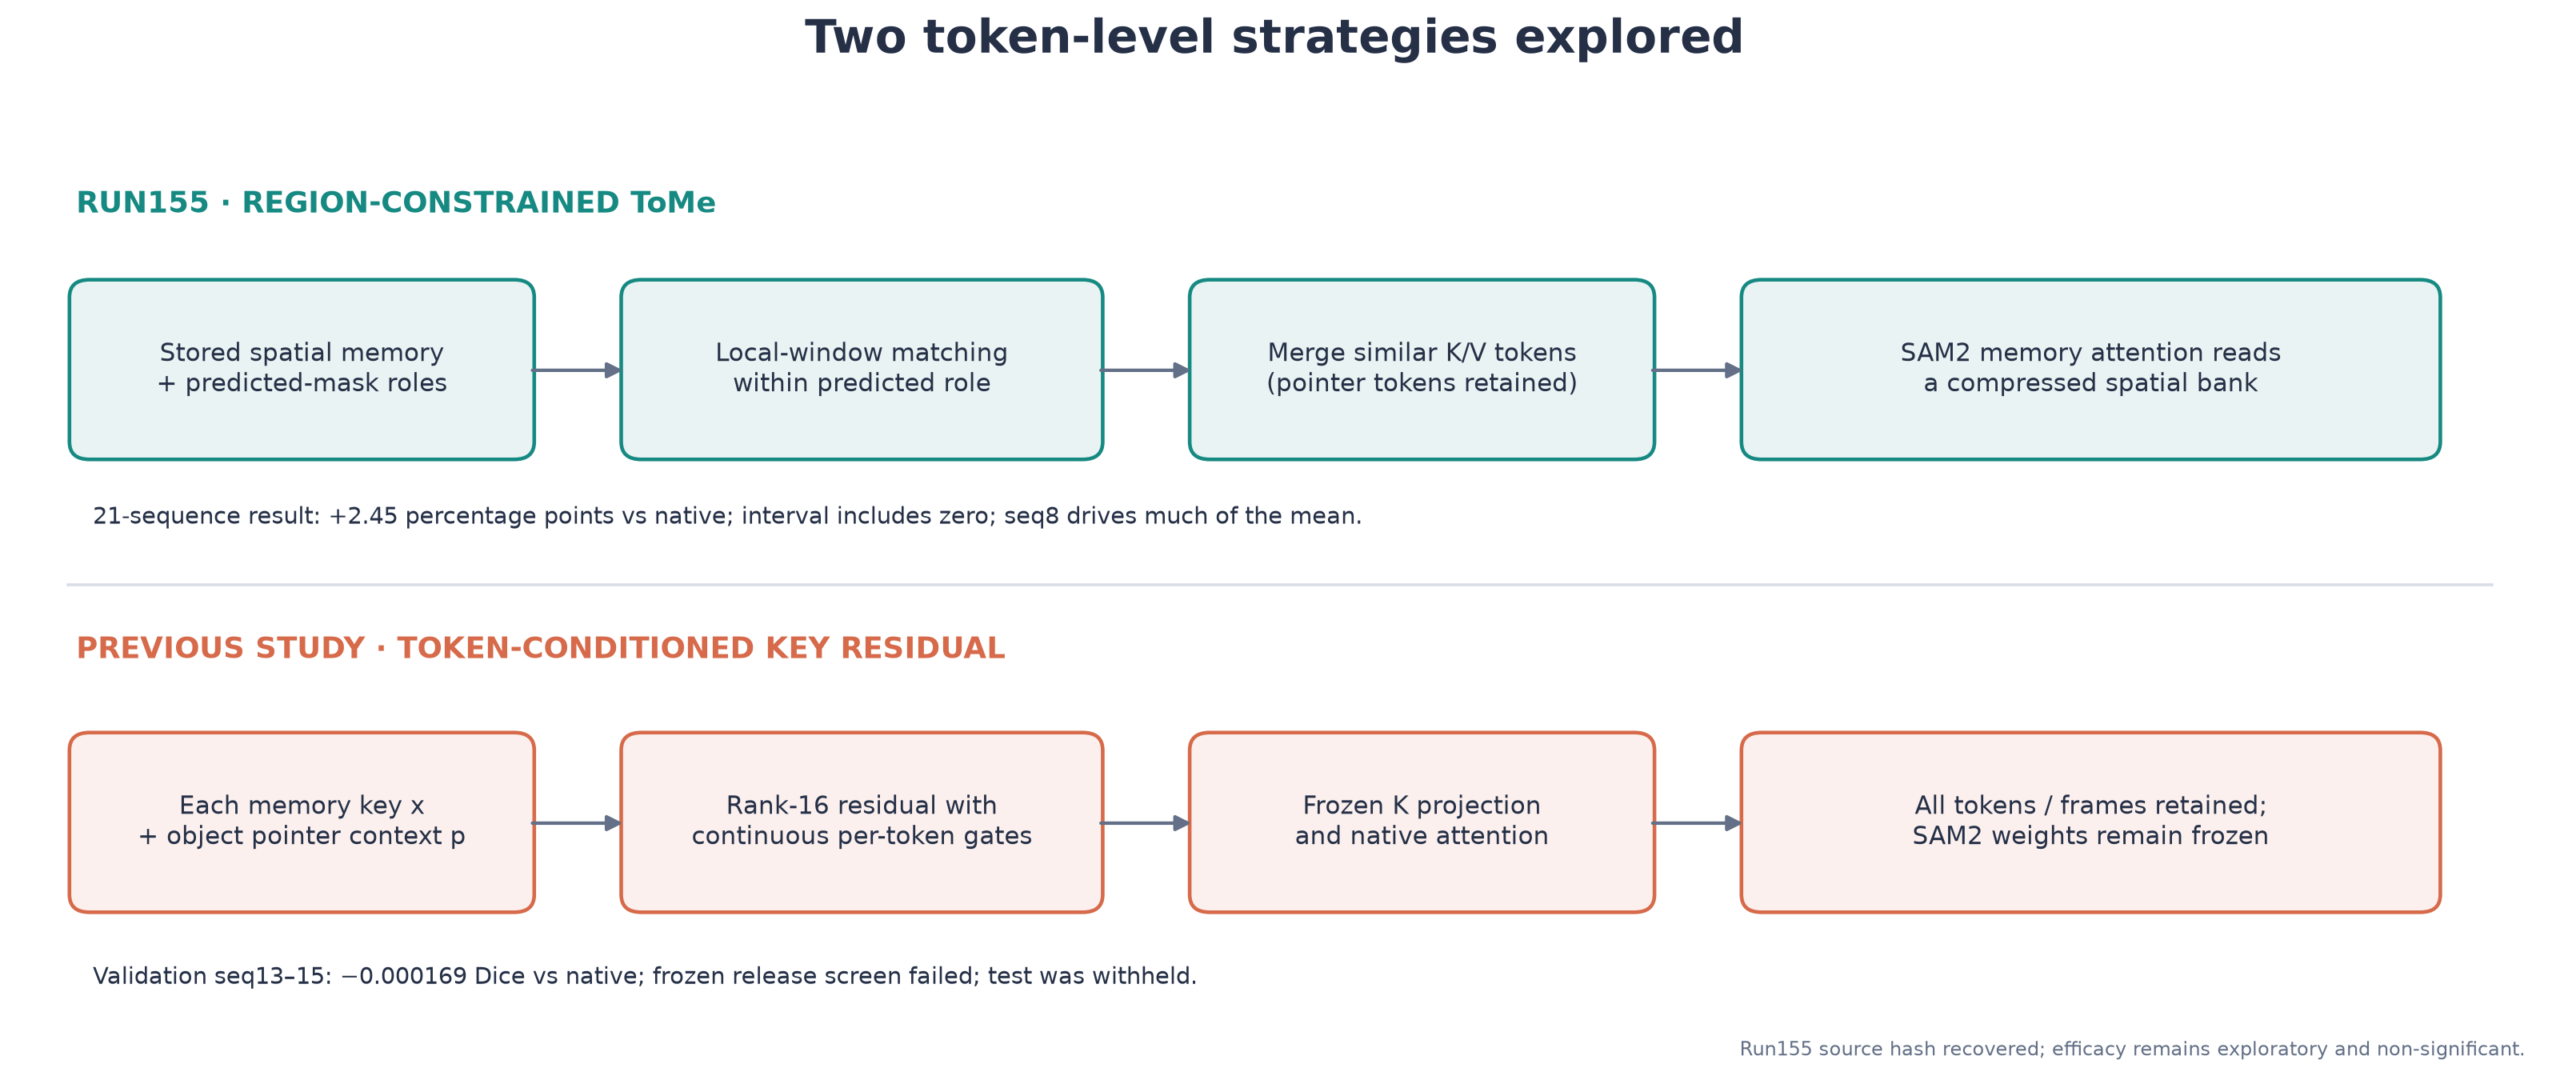 Two token-level strategies explored
RUN155 · REGION-CONSTRAINED ToMe
Stored spatial memory
+ predicted-mask roles
Local-window matching
within predicted role
Merge similar K/V tokens
(pointer tokens retained)
SAM2 memory attention reads
a compressed spatial bank
21-sequence result: +2.45 percentage points vs native; interval includes zero; seq8 drives much of the mean.
PREVIOUS STUDY · TOKEN-CONDITIONED KEY RESIDUAL
Each memory key x
+ object pointer context p
Rank-16 residual with
continuous per-token gates
Frozen K projection
and native attention
All tokens / frames retained;
SAM2 weights remain frozen
Validation seq13–15: −0.000169 Dice vs native; frozen release screen failed; test was withheld.
Run155 source hash recovered; efficacy remains exploratory and non-significant.